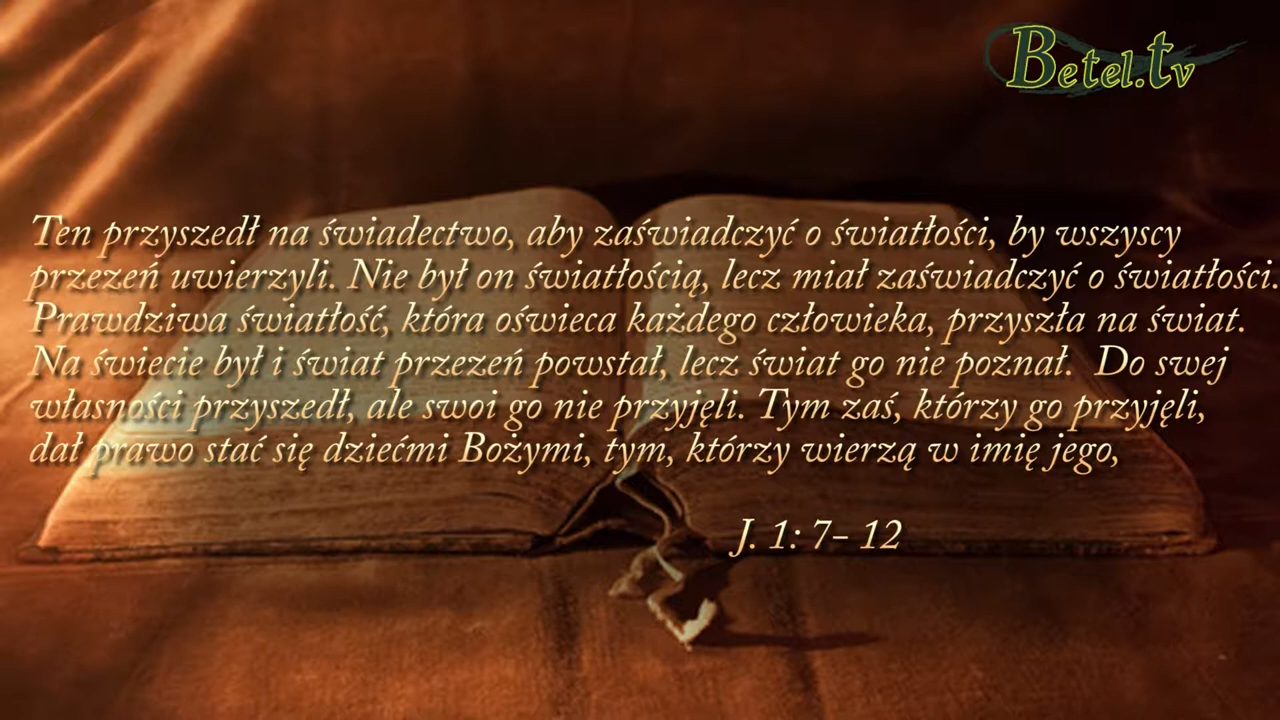 Betel.tv
Ten przyszedł na świadectwo, aby zaświadczyć o światłości, by wszyscy
przezeń uwierzyli. Nie był on światłością, lecz miał zaświadczyć o światłości.
Prawdziwa światłość, która oświeca każdego człowieka, przyszła na świat.
Na świecie był i świat przezeń powstał, lecz świat go nie poznał.  Do swej
własności przyszedł, ale swoi go nie przyjęli. Tym zaś, którzy go przyjęli,
dał prawo stać się dziećmi Bożymi, tym, którzy wierzą w imię jego,
J. 1: 7- 12